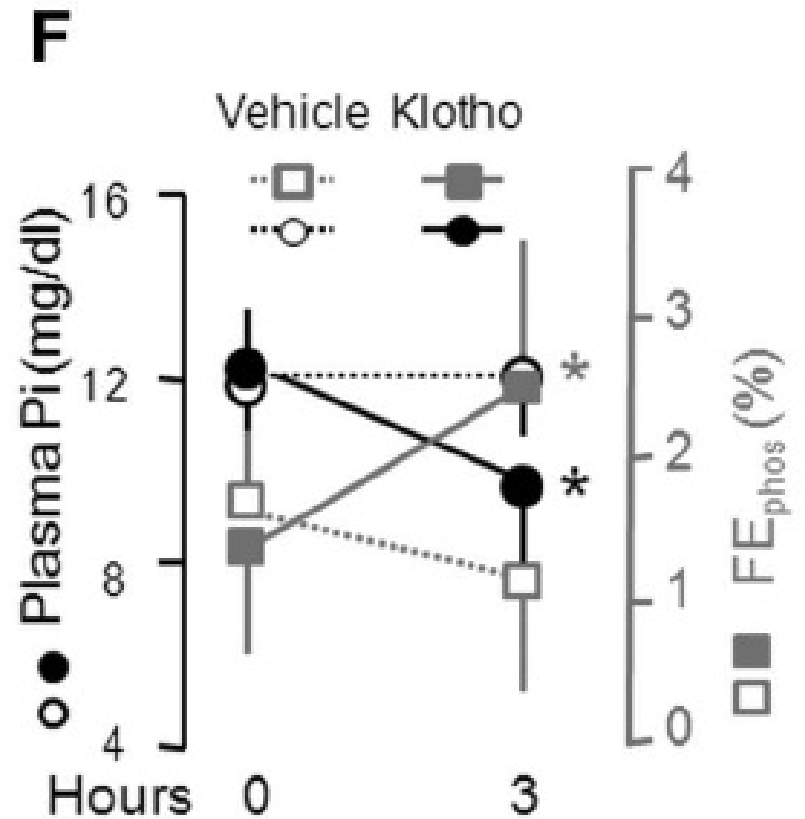 F
Vehicle Klotho
Plasma Pi (mg/dl)
16
12
8
4
*
*
4
3
2
1
0
FEphos (%)
Hours 0 3